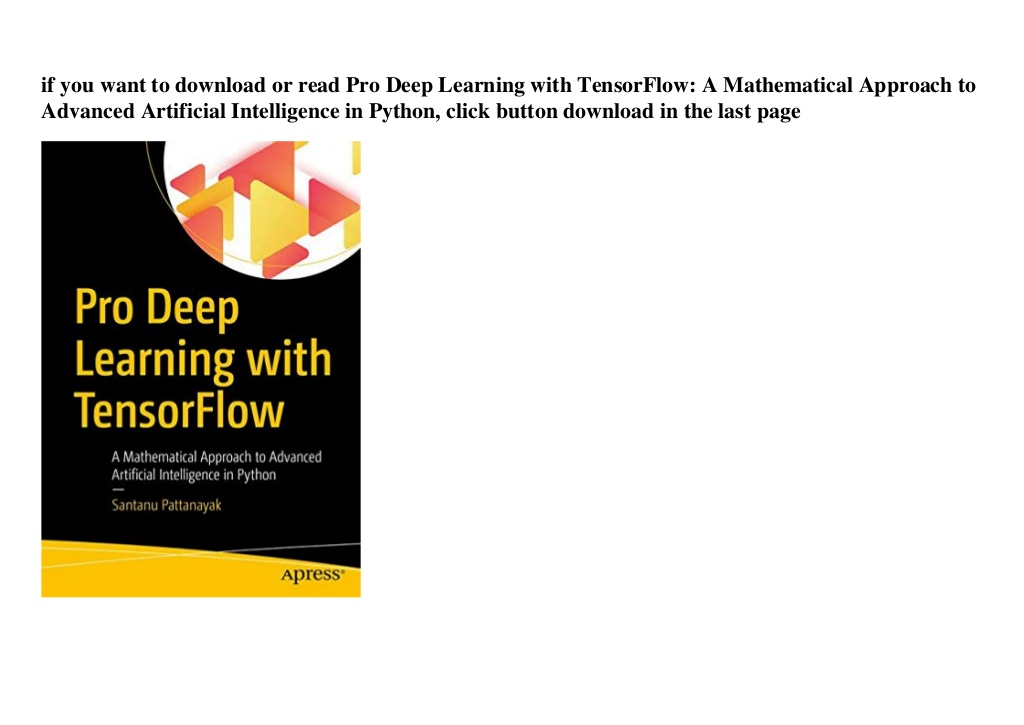 if you want to download or read Pro Deep Learning with TensorFlow: A Mathematical Approach to
Advanced Artificial Intelligence in Python, click button download in the last page
Pro Deep
Learning with
TensorFlow
A Mathematical Approach to Advanced
Artificial Intelligence in Python
—
Santanu Pattanayak
Apress®